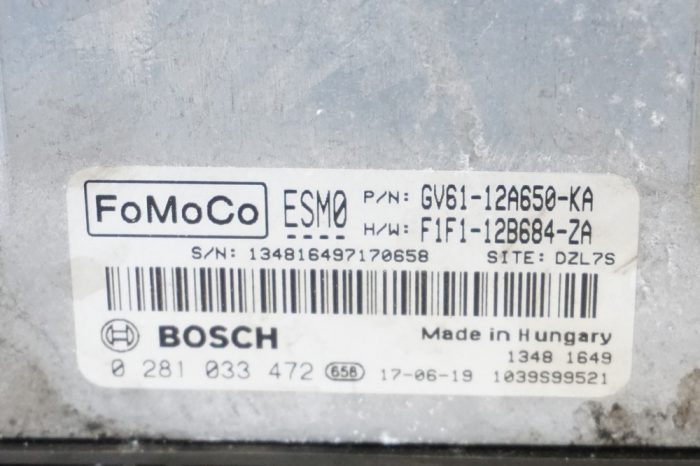 FoMoCo ESM0 P/N: GV61-12A650-KA
H/W: F1F1-12B684-ZA
S/N: 134816497170658 SITE: DZL7S
BOSCH Made in Hungary
1348 1649
0 281 033 472 656 17-06-19 1039S99521